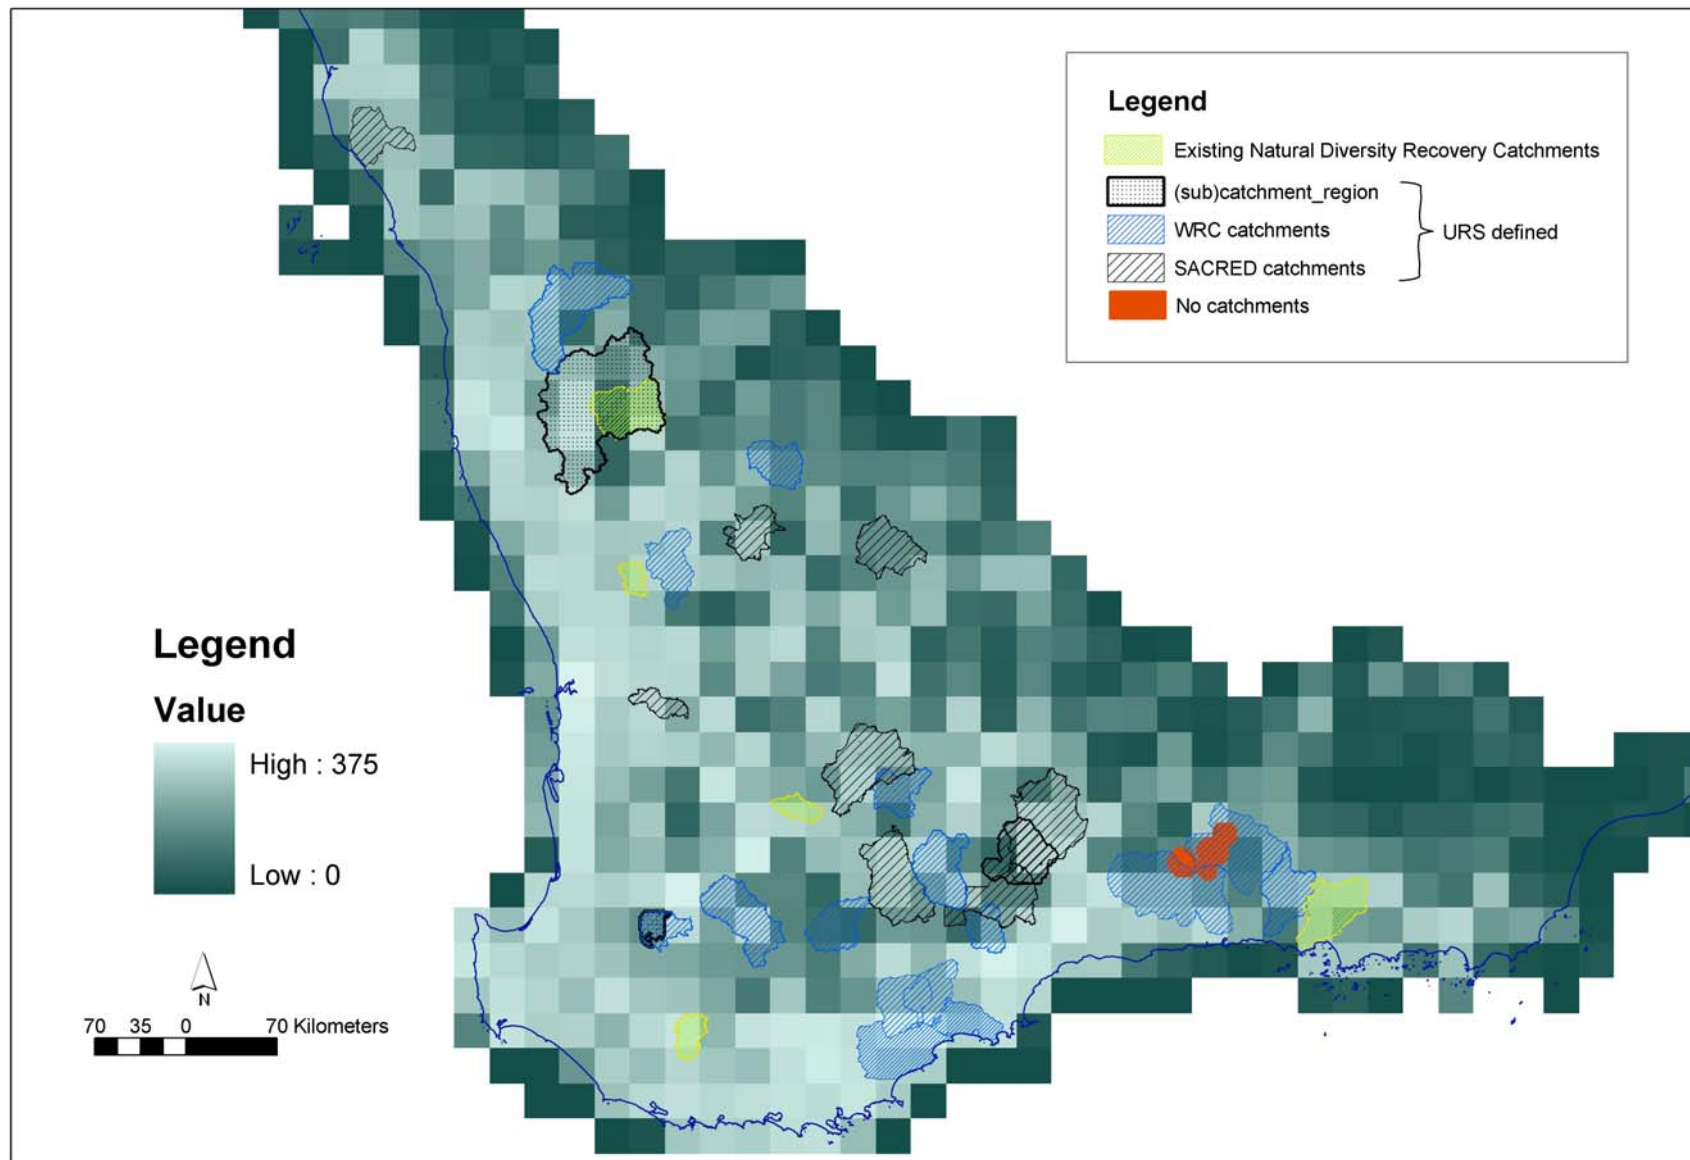 Legend
Existing Natural Diversity Recovery Catchments
(sub)catchment_region
WRC catchments
URS defined
SACRED catchments
No catchments
Legend
Value
High : 375
Low : 0
N
70 35 0 70 Kilometers